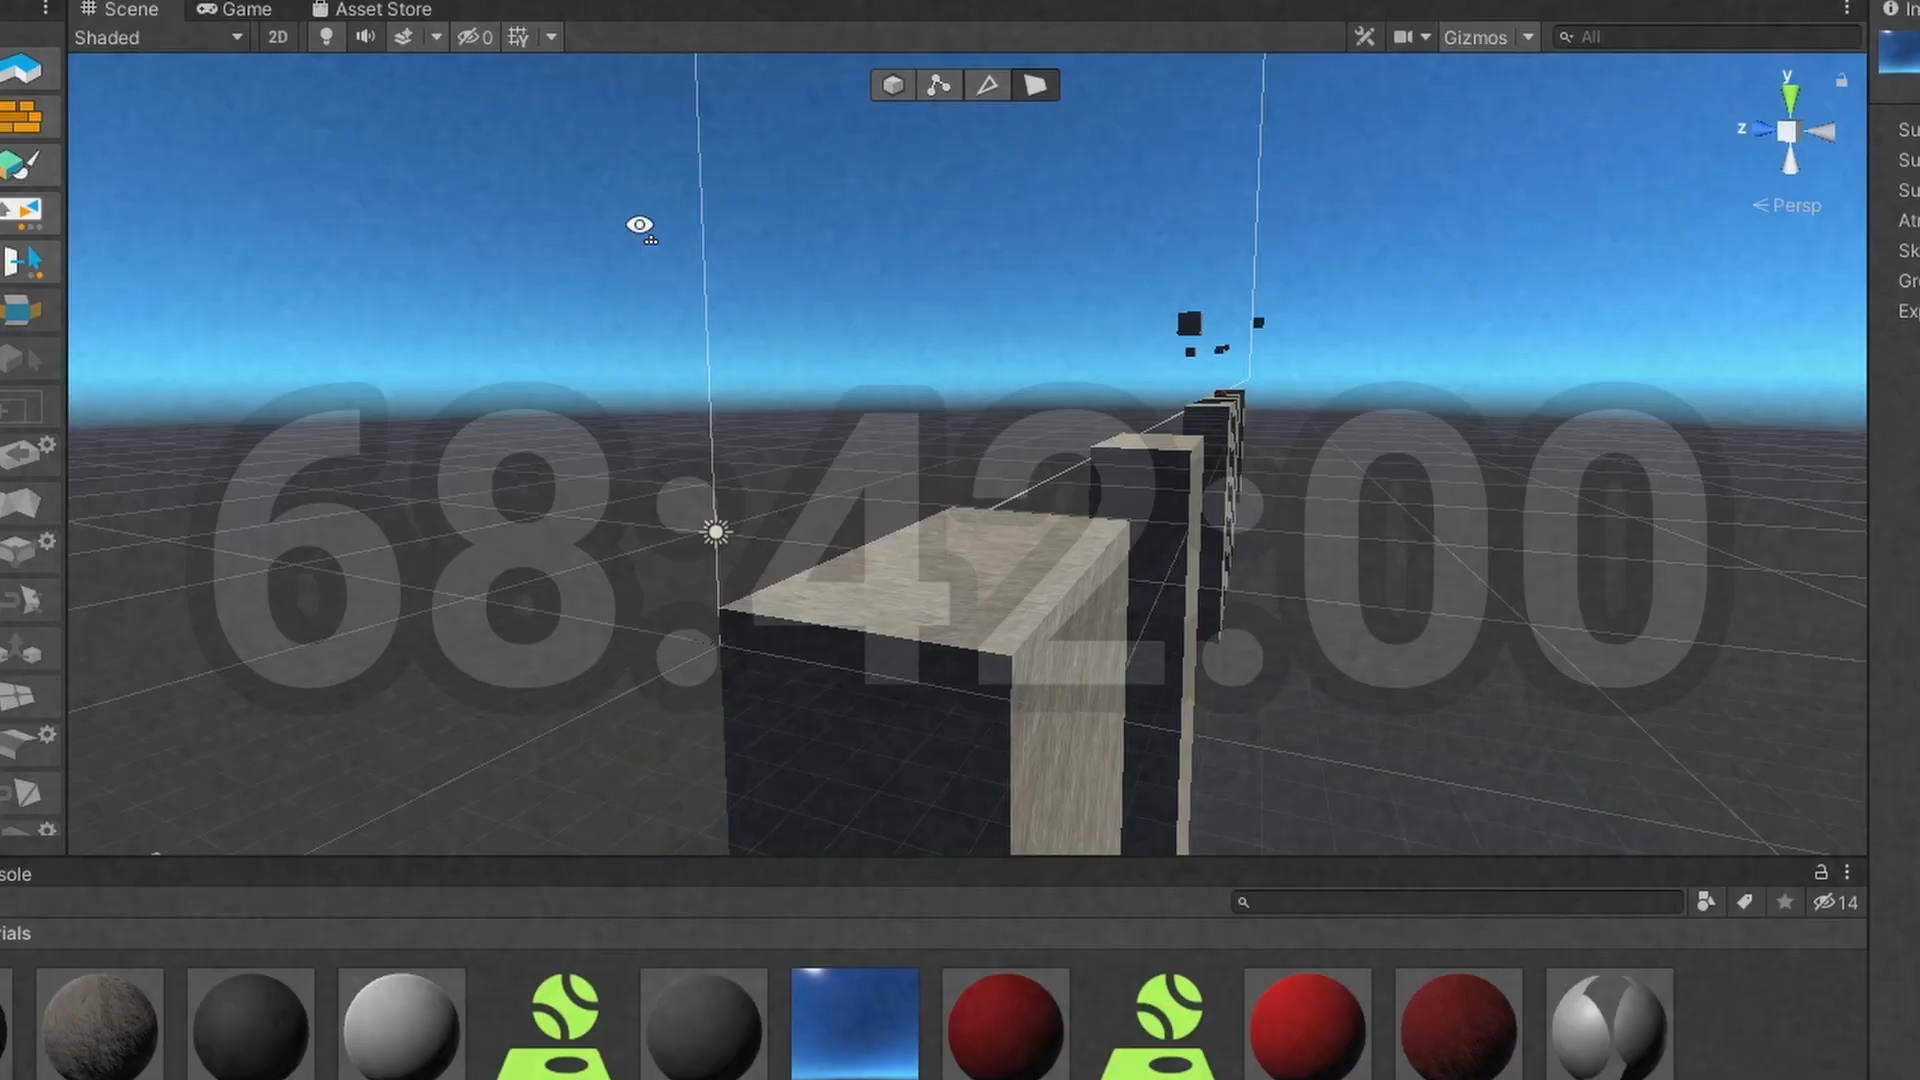 Scene Game Asset Store
Shaded 2D 0 Gizmos All
y
z
Persp
Su
Su
Su
Atr
Sk
Gr
Ex
68:42:00
sole
14
ials